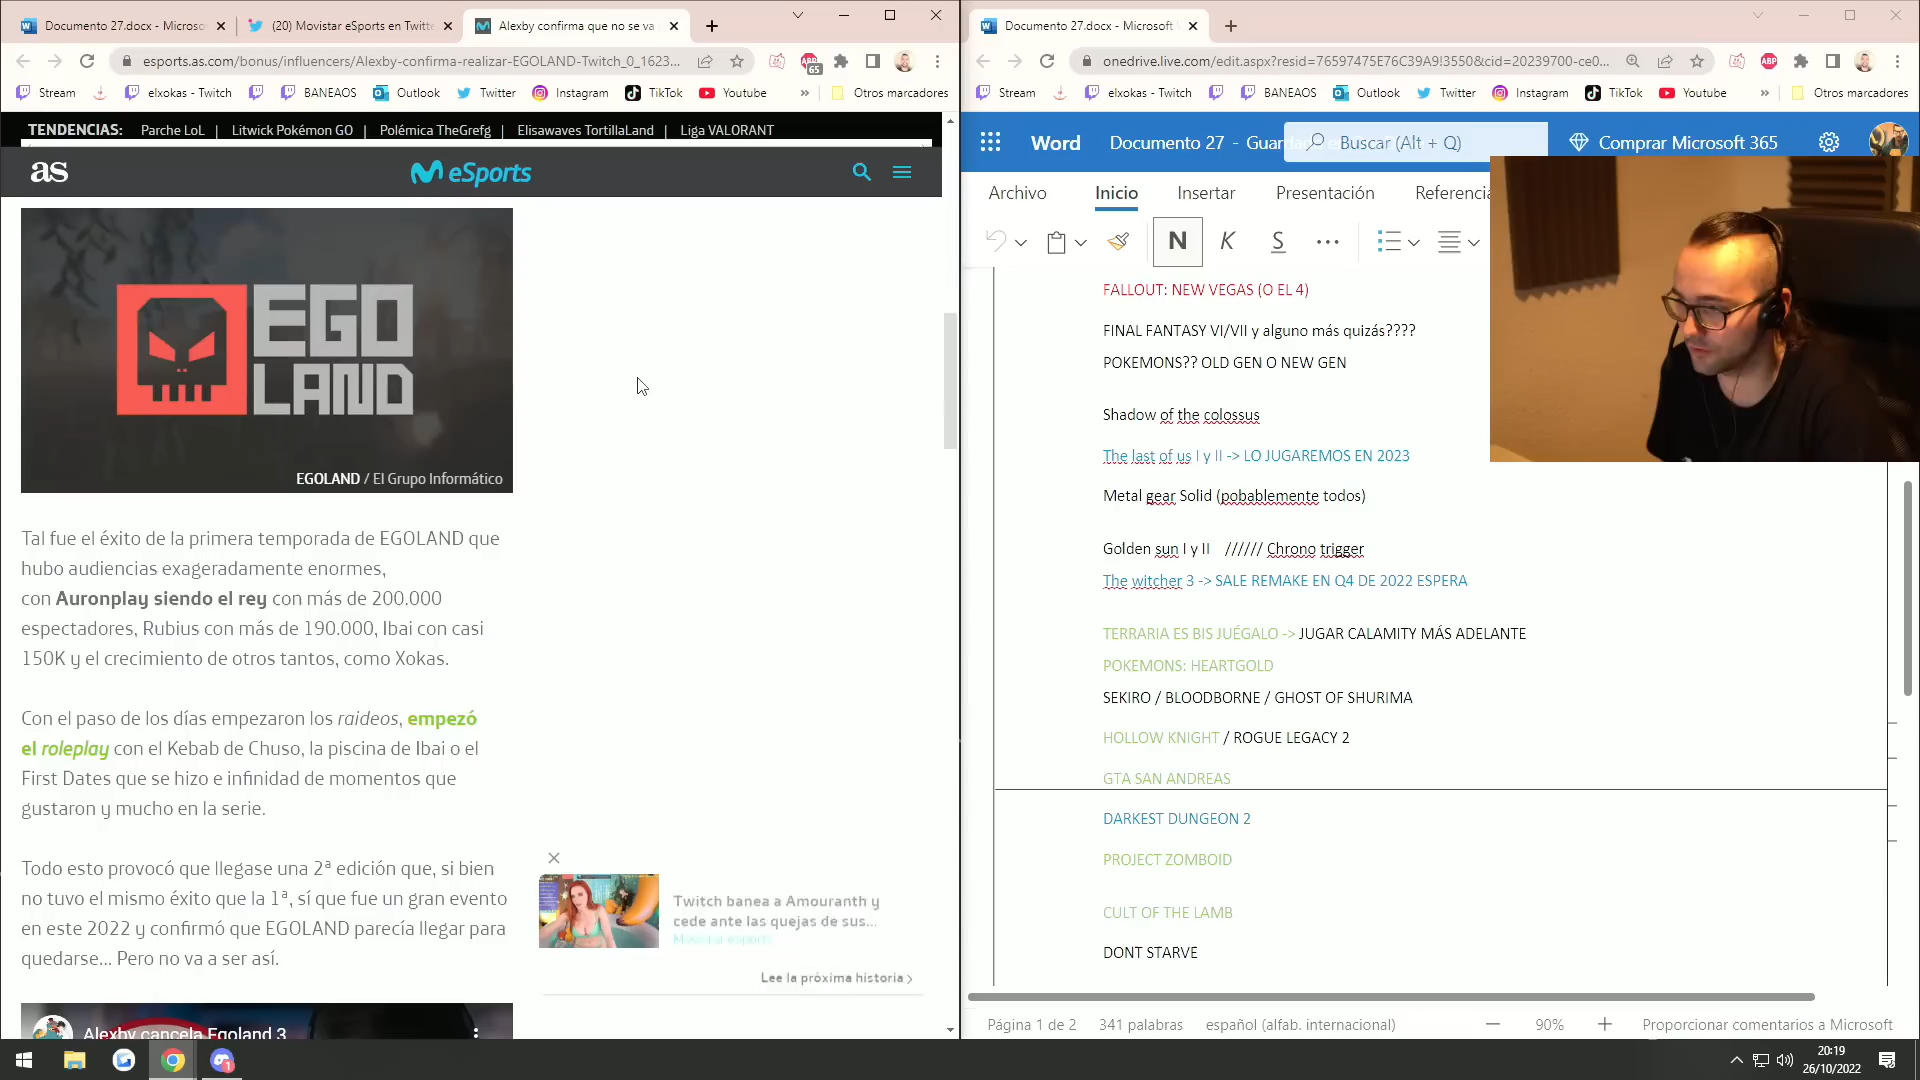 Documento 27.docx - Microso
(20) Movistar eSports en Twitte
Alexby confirma que no se va
esports.as.com/bonus/influencers/Alexby-confirma-realizar-EGOLAND-Twitch_0_1623...
65
Stream
elxokas - Twitch
BANEAOS
Outlook
Twitter
Instagram
TikTok
Youtube
»
Otros marcadores
TENDENCIAS: Parche LoL | Litwick Pokémon GO | Polémica TheGrefg | Elisawaves TortillaLand | Liga VALORANT
as
eSports
EGO
LAND
EGOLAND / El Grupo Informático
Tal fue el éxito de la primera temporada de EGOLAND que
hubo audiencias exageradamente enormes,
con Auronplay siendo el rey con más de 200.000
espectadores, Rubius con más de 190.000, Ibai con casi
150K y el crecimiento de otros tantos, como Xokas.
Con el paso de los días empezaron los raideos, empezó
el roleplay con el Kebab de Chuso, la piscina de Ibai o el
First Dates que se hizo e infinidad de momentos que
gustaron y mucho en la serie.
Todo esto provocó que llegase una 2ª edición que, si bien
no tuvo el mismo éxito que la 1ª, sí que fue un gran evento
en este 2022 y confirmó que EGOLAND parecía llegar para
quedarse... Pero no va a ser así.
Twitch banea a Amouranth y
cede ante las quejas de sus...
Movistar esports
Lee la próxima historia >
Alexby cancela Egoland 3
Documento 27.docx - Microsoft
onedrive.live.com/edit.aspx?resid=76597475E76C39A9!3550&cid=20239700-ce0...
ABP
Stream
elxokas - Twitch
BANEAOS
Outlook
Twitter
Instagram
TikTok
Youtube
»
Otros marcadores
Word
Documento 27 - Guar
Buscar (Alt + Q)
Comprar Microsoft 365
Archivo
Inicio
Insertar
Presentación
Referencia
N
K
S
FALLOUT: NEW VEGAS (O EL 4)
FINAL FANTASY VI/VII y alguno más quizás????
POKEMONS?? OLD GEN O NEW GEN
Shadow of the colossus
The last of us I y II -> LO JUGAREMOS EN 2023
Metal gear Solid (pobablemente todos)
Golden sun I y II ////// Chrono trigger
The witcher 3 -> SALE REMAKE EN Q4 DE 2022 ESPERA
TERRARIA ES BIS JUÉGALO -> JUGAR CALAMITY MÁS ADELANTE
POKEMONS: HEARTGOLD
SEKIRO / BLOODBORNE / GHOST OF SHURIMA
HOLLOW KNIGHT / ROGUE LEGACY 2
GTA SAN ANDREAS
DARKEST DUNGEON 2
PROJECT ZOMBOID
CULT OF THE LAMB
DONT STARVE
Página 1 de 2
341 palabras
español (alfab. internacional)
90%
Proporcionar comentarios a Microsoft
20:19
26/10/2022